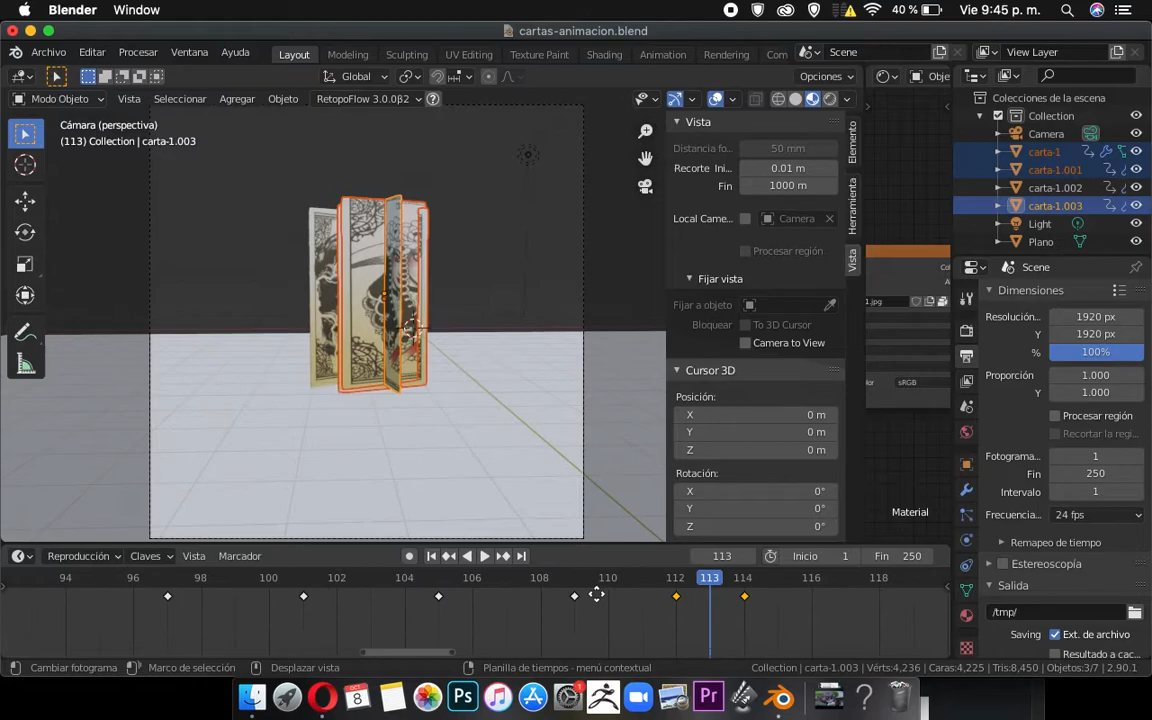 Blender Ventana
40 % Vie 9:45 p. m.
cartas-animacion.blend
Archivo Editar Procesar Ventana Ayuda Layout Modeling Sculpting UV Editing Texture Paint Shading Animation Rendering Com Scene View Layer
Global Opciones Obje
Modo Objeto Vista Seleccionar Agregar Objeto RetopoFlow 3.0.0β2
Cámara (perspectiva)
(113) Collection | carta-1.003
Vista
Distancia fo... 50 mm
Recorte Ini... 0.01 m
Fin 1000 m
Local Came... Camera
Procesar región
Fijar vista
Fijar a objeto
Bloquear To 3D Cursor
Camera to View
Cursor 3D
Posición:
X 0 m
Y 0 m
Z 0 m
Rotación:
X 0°
Y 0°
Z 0°
Elemento
Herramienta
Vista
Co
A
1.jpg
lor sRGB
Material
Colecciones de la escena
Collection
Camera
carta-1
carta-1.001
carta-1.002
carta-1.003
Light
Plano
Scene
Dimensiones
Resolución... 1920 px
Y 1920 px
% 100%
Proporción 1.000
Y 1.000
Procesar región
Recortar la regi...
Fotograma... 1
Fin 250
Intervalo 1
Frecuencia... 24 fps
Remapeo de tiempo
Estereoscopía
Salida
/tmp/
Saving Ext. de archivo
Resultado a cac...
Reproducción Claves Vista Marcador 113 Inicio 1 Fin 250
94 96 98 100 102 104 106 108 110 112 113 114 116 118
Cambiar fotograma Marco de selección Desplazar vista Planilla de tiempos - menú contextual Collection | carta-1.003 | Vérts:4,236 | Caras:4,225 | Tris:8,450 | Objetos:3/7 | 2.90.1
OCT 8 Ps 1 Pr